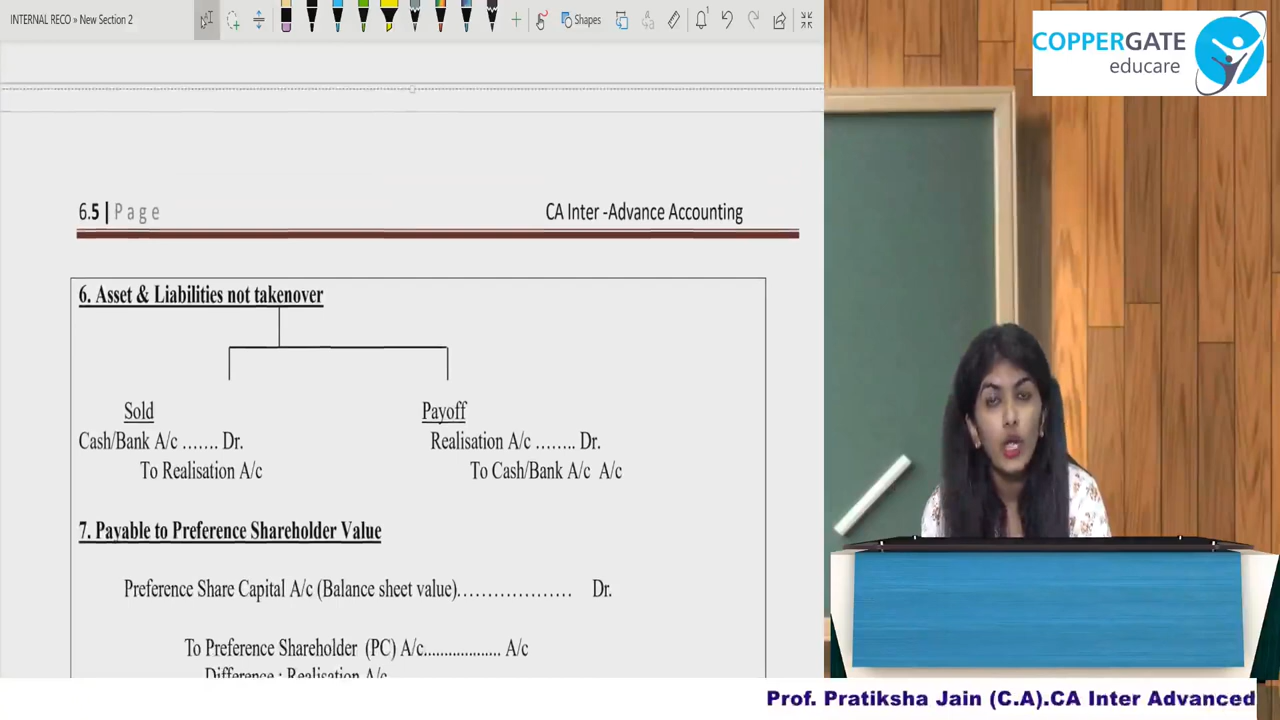 INTERNAL RECO » New Section 2
Shapes
COPPERGATE
educare
6.5 | Page
CA Inter -Advance Accounting
6. Asset & Liabilities not takenover
Sold
Payoff
Cash/Bank A/c ……. Dr.
Realisation A/c …….. Dr.
To Realisation A/c
To Cash/Bank A/c A/c
7. Payable to Preference Shareholder Value
Preference Share Capital A/c (Balance sheet value)……………… Dr.
To Preference Shareholder (PC) A/c................... A/c
Difference : Realisation A/c
Prof. Pratiksha Jain (C.A).CA Inter Advanced